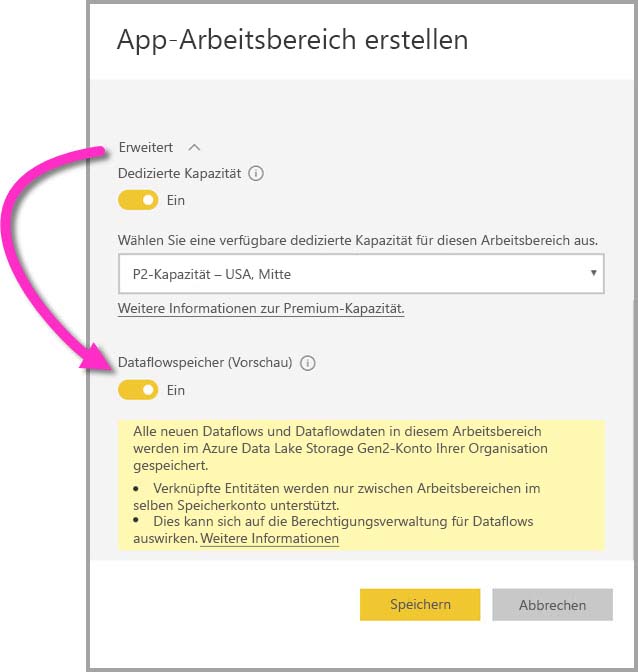 App-Arbeitsbereich erstellen
Erweitert
Dedizierte Kapazität
Ein
Wählen Sie eine verfügbare dedizierte Kapazität für diesen Arbeitsbereich aus.
P2-Kapazität – USA, Mitte
Weitere Informationen zur Premium-Kapazität.
Dataflowspeicher (Vorschau)
Ein
Alle neuen Dataflows und Dataflowdaten in diesem Arbeitsbereich
werden im Azure Data Lake Storage Gen2-Konto Ihrer Organisation
gespeichert.
• Verknüpfte Entitäten werden nur zwischen Arbeitsbereichen im
selben Speicherkonto unterstützt.
• Dies kann sich auf die Berechtigungsverwaltung für Dataflows
auswirken. Weitere Informationen
Speichern
Abbrechen